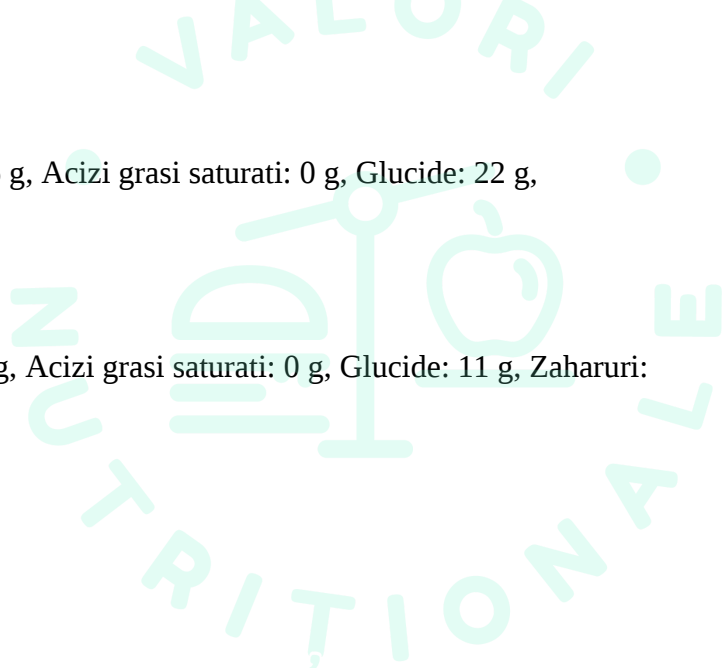 VALORI
g, Acizi grasi saturati: 0 g, Glucide: 22 g,
g, Acizi grasi saturati: 0 g, Glucide: 11 g, Zaharuri:
NUTRITIONALE